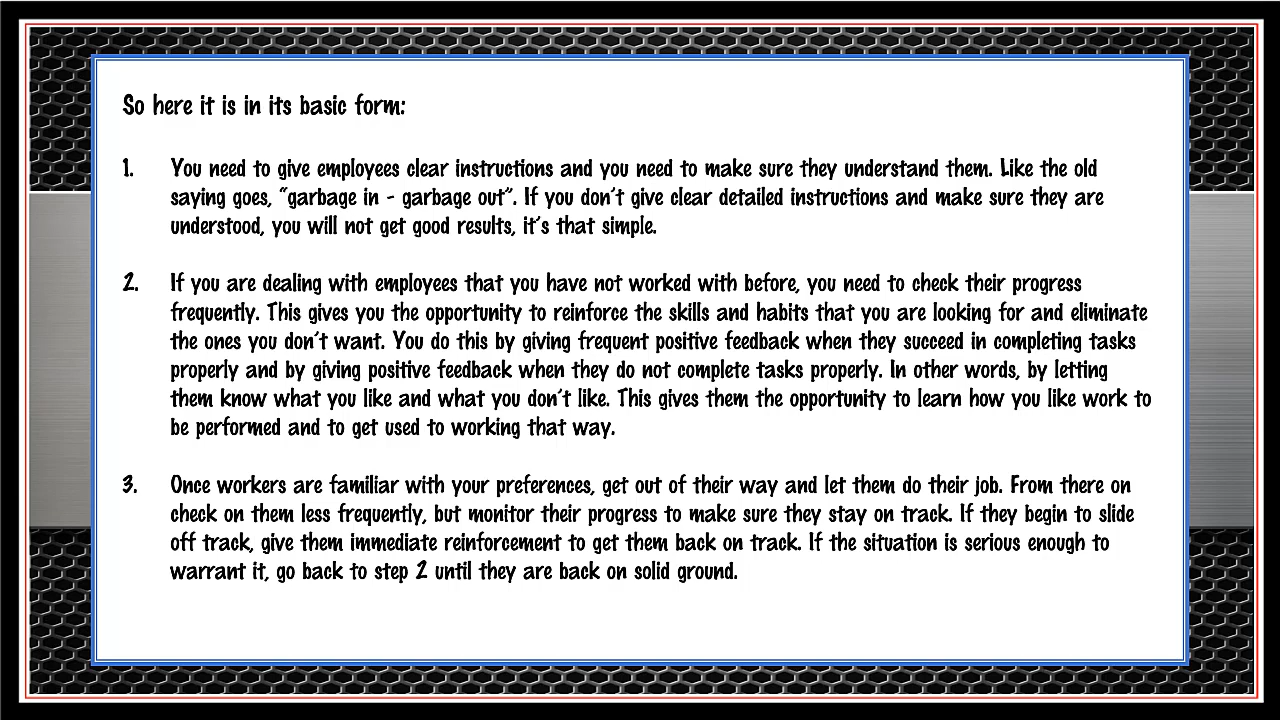 So here it is in its basic form:
1. You need to give employees clear instructions and you need to make sure they understand them. Like the old
saying goes, “garbage in - garbage out”. If you don’t give clear detailed instructions and make sure they are
understood, you will not get good results, it’s that simple.
2. If you are dealing with employees that you have not worked with before, you need to check their progress
frequently. This gives you the opportunity to reinforce the skills and habits that you are looking for and eliminate
the ones you don’t want. You do this by giving frequent positive feedback when they succeed in completing tasks
properly and by giving positive feedback when they do not complete tasks properly. In other words, by letting
them know what you like and what you don’t like. This gives them the opportunity to learn how you like work to
be performed and to get used to working that way.
3. Once workers are familiar with your preferences, get out of their way and let them do their job. From there on
check on them less frequently, but monitor their progress to make sure they stay on track. If they begin to slide
off track, give them immediate reinforcement to get them back on track. If the situation is serious enough to
warrant it, go back to step 2 until they are back on solid ground.